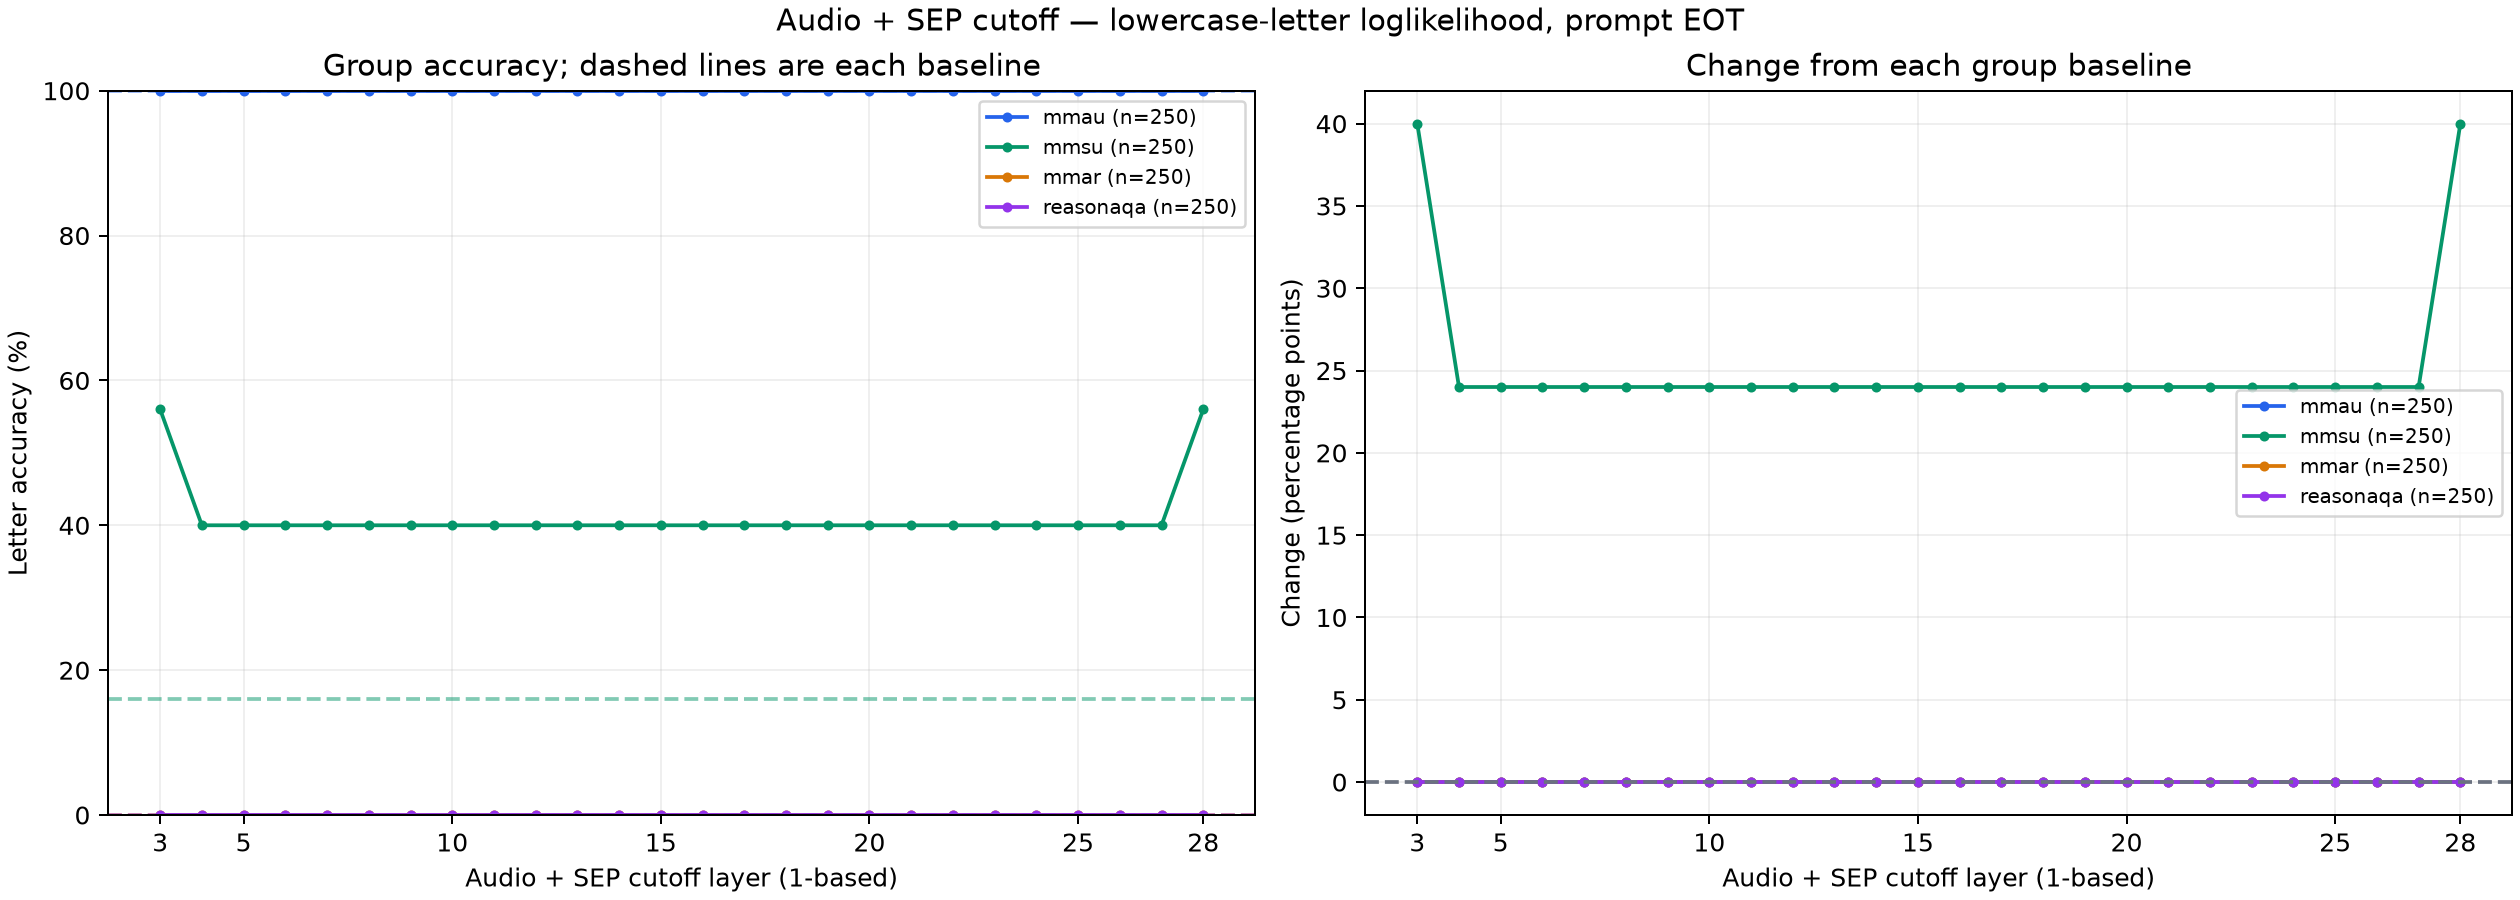 Audio + SEP cutoff — lowercase-letter loglikelihood, prompt EOT
Group accuracy; dashed lines are each baseline
Letter accuracy (%)
100
80
60
40
20
0
mmau (n=250)
mmsu (n=250)
mmar (n=250)
reasonaqa (n=250)
3 5 10 15 20 25 28
Audio + SEP cutoff layer (1-based)
Change from each group baseline
Change (percentage points)
40
35
30
25
20
15
10
5
0
mmau (n=250)
mmsu (n=250)
mmar (n=250)
reasonaqa (n=250)
3 5 10 15 20 25 28
Audio + SEP cutoff layer (1-based)